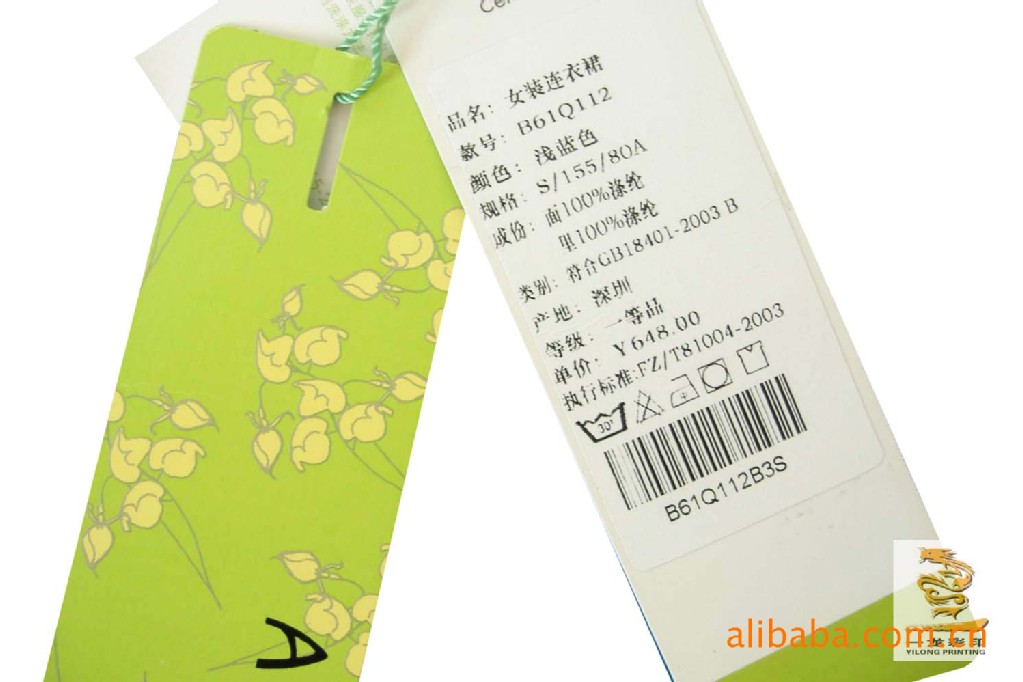 Cer
品名：女装连衣裙
款号：B61Q112
颜色：浅蓝色
规格：S/155/80A
成份：面100%涤纶
里100%涤纶
类别：符合GB18401-2003 B
产地：深圳
等级：一等品
单价：￥648.00
执行标准:FZ/T81004-2003
30°
B61Q112B3S
A
alibaba.com.cn
YILONG PRINTING